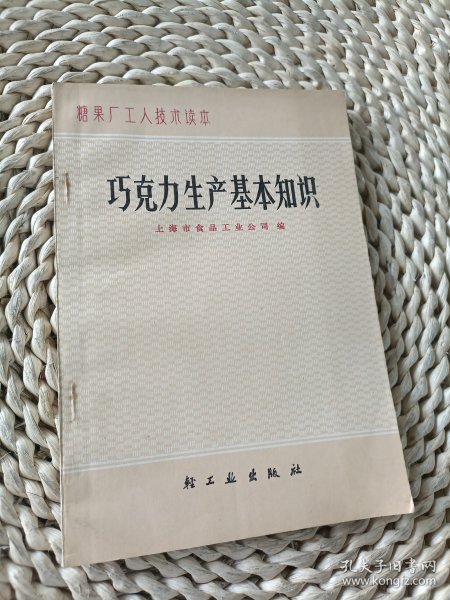 糖果厂工人技术读本
巧克力生产基本知识
上海市食品工业公司 编
轻工业出版社
孔夫子旧书网
www.kongfz.com